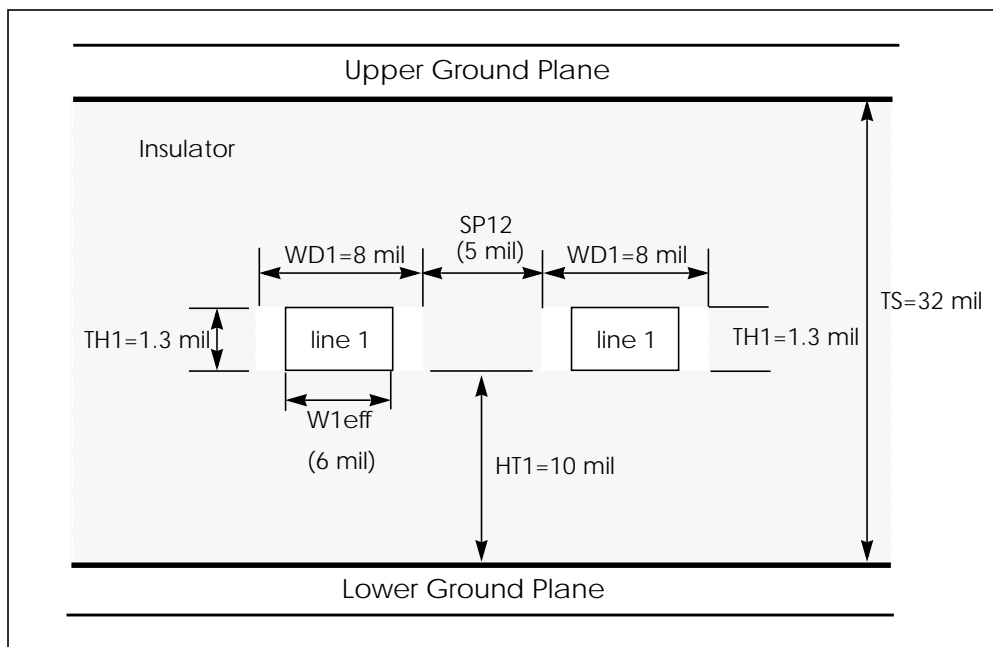 Upper Ground Plane
Insulator
SP12
(5 mil)
WD1=8 mil
WD1=8 mil
TS=32 mil
TH1=1.3 mil
line 1
line 1
TH1=1.3 mil
W1eff
(6 mil)
HT1=10 mil
Lower Ground Plane